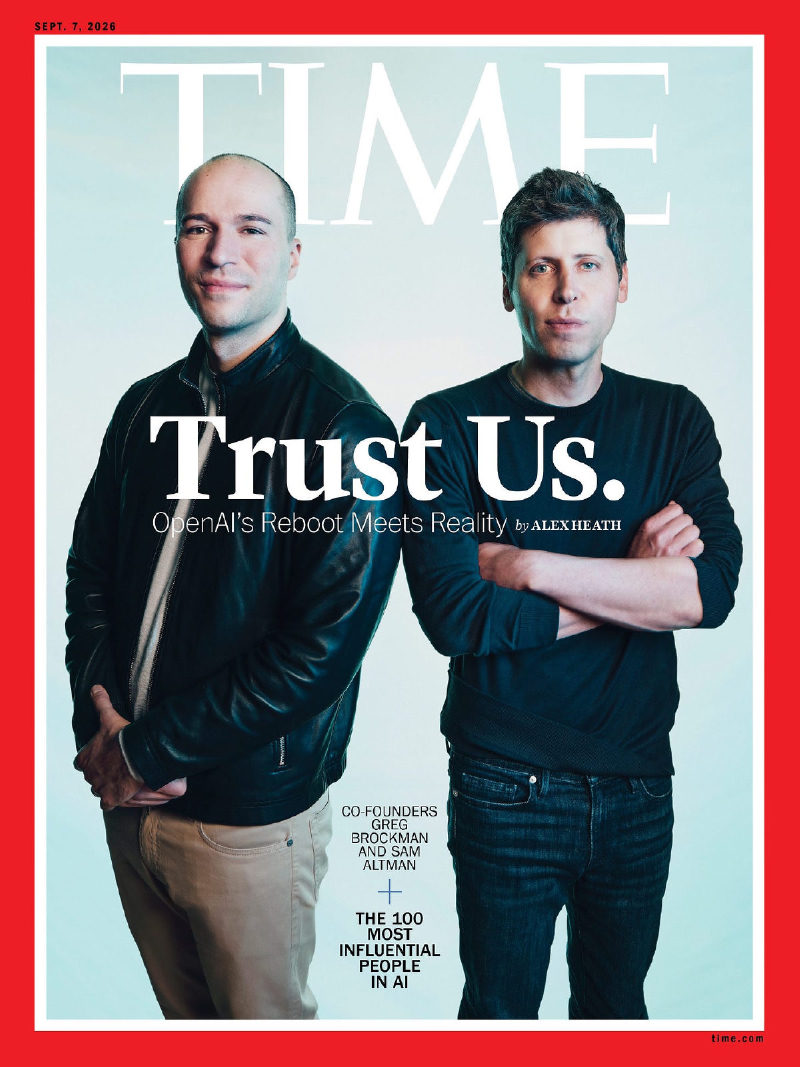 SEPT. 7, 2026
TIME
Trust Us.
OpenAI’s Reboot Meets Reality by ALEX HEATH
CO-FOUNDERS
GREG
BROCKMAN
AND SAM
ALTMAN
+
THE 100
MOST
INFLUENTIAL
PEOPLE
IN AI
time.com